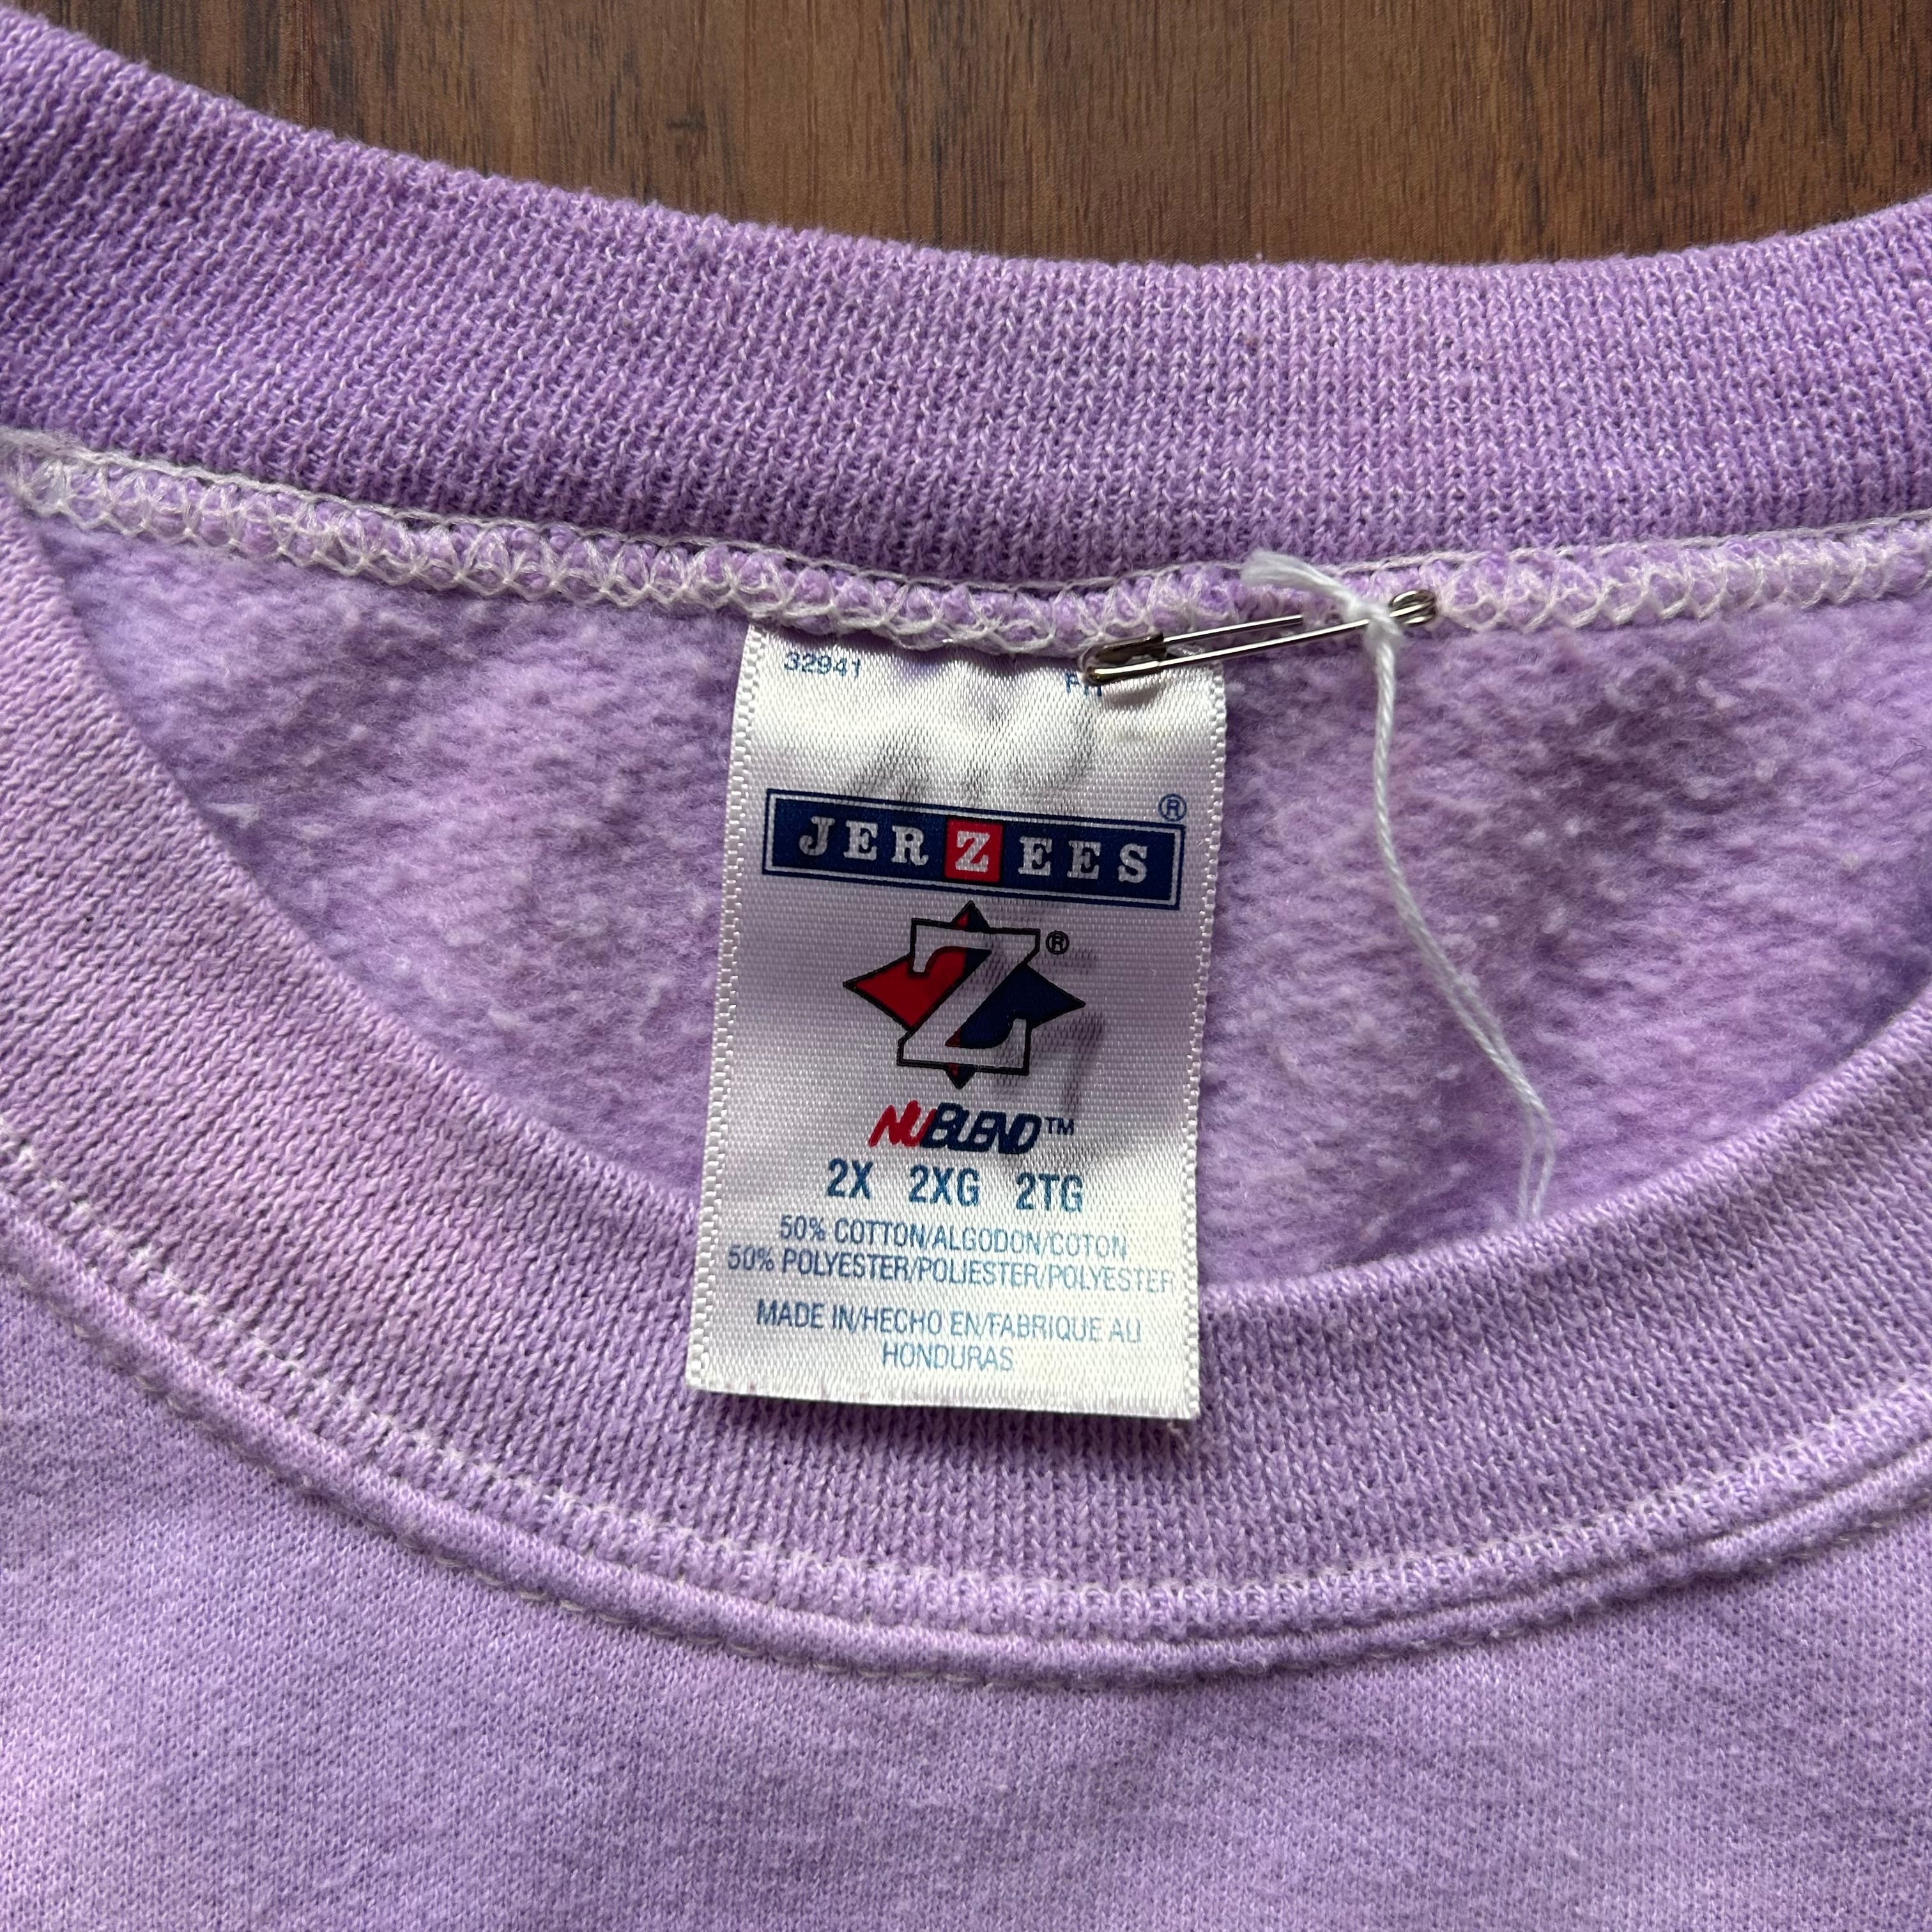 32941
JERZEES®
Z®
NUBLEND™
2X 2XG 2TG
50% COTTON/ALGODON/COTON
50% POLYESTER/POLIESTER/POLYESTER
MADE IN/HECHO EN/FABRIQUE AU
HONDURAS